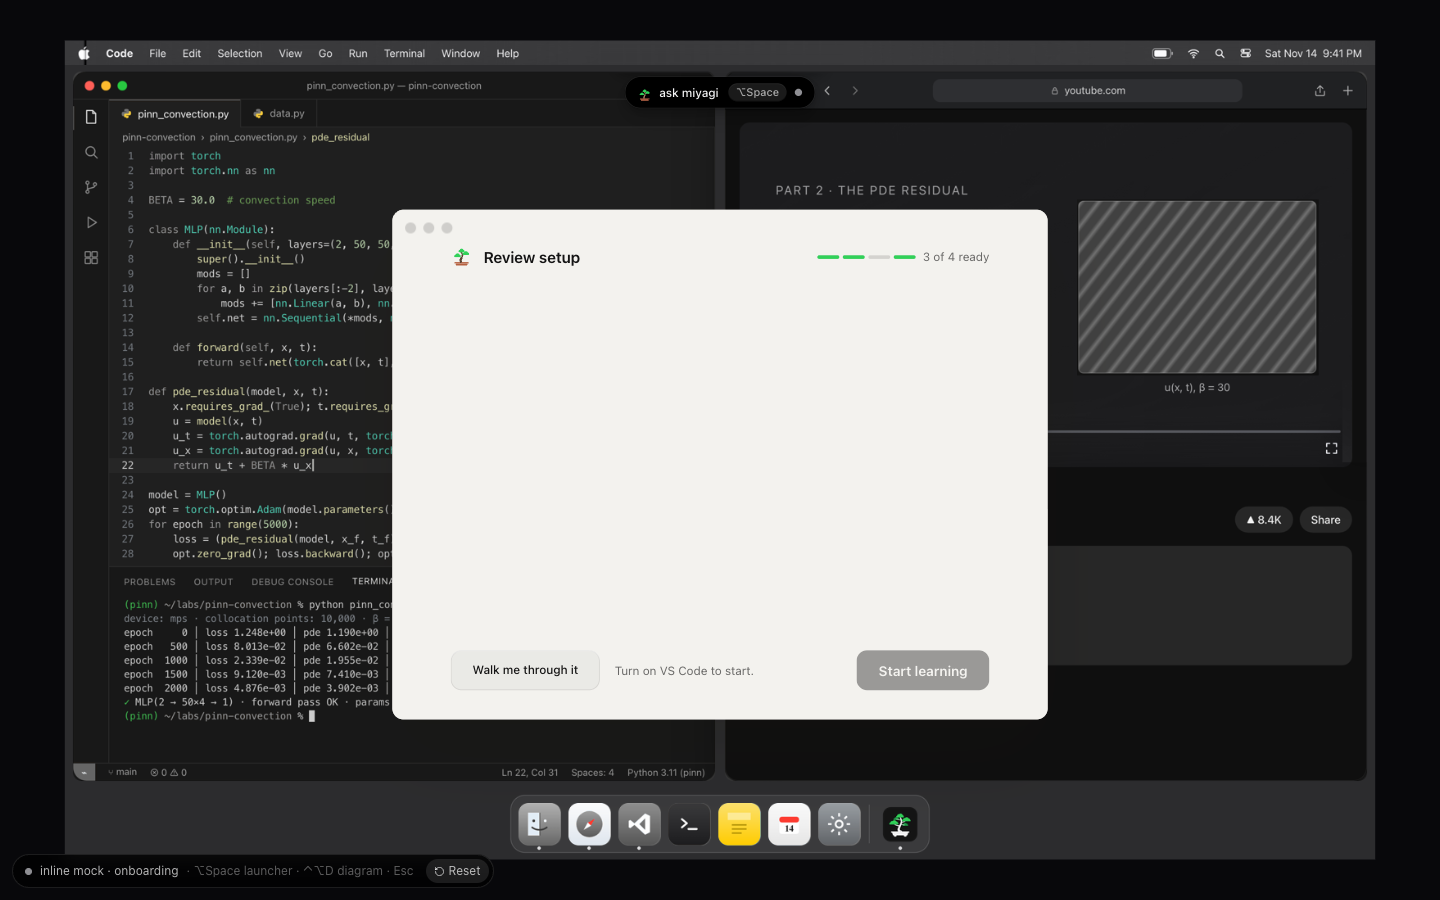 Code File Edit Selection View Go Run Terminal Window Help
Sat Nov 14 9:41 PM
pinn_convection.py — pinn-convection
ask miyagi ⌥Space
youtube.com
pinn_convection.py data.py
pinn-convection › pinn_convection.py › pde_residual
1 import torch
2 import torch.nn as nn
3
4 BETA = 30.0 # convection speed
5
6 class MLP(nn.Module):
7 def __init__(self, layers=(2, 50, 50,
8 super().__init__()
9 mods = []
10 for a, b in zip(layers[:-2], laye
11 mods += [nn.Linear(a, b), nn.
12 self.net = nn.Sequential(*mods,
13
14 def forward(self, x, t):
15 return self.net(torch.cat([x, t]
16
17 def pde_residual(model, x, t):
18 x.requires_grad_(True); t.requires_gr
19 u = model(x, t)
20 u_t = torch.autograd.grad(u, t, torc
21 u_x = torch.autograd.grad(u, x, torc
22 return u_t + BETA * u_x
23
24 model = MLP()
25 opt = torch.optim.Adam(model.parameters(
26 for epoch in range(5000):
27 loss = (pde_residual(model, x_f, t_f
28 opt.zero_grad(); loss.backward(); opt
PROBLEMS OUTPUT DEBUG CONSOLE TERMINA
(pinn) ~/labs/pinn-convection % python pinn_con
device: mps · collocation points: 10,000 · β =
epoch 0 | loss 1.248e+00 | pde 1.190e+00 |
epoch 500 | loss 8.013e-02 | pde 6.602e-02 |
epoch 1000 | loss 2.339e-02 | pde 1.955e-02 |
epoch 1500 | loss 9.120e-03 | pde 7.410e-03 |
epoch 2000 | loss 4.876e-03 | pde 3.902e-03 |
✓ MLP(2 → 50×4 → 1) · forward pass OK · params
(pinn) ~/labs/pinn-convection %
main 0 0 Ln 22, Col 31 Spaces: 4 Python 3.11 (pinn)
PART 2 · THE PDE RESIDUAL
u(x, t), β = 30
▲ 8.4K Share
Review setup
3 of 4 ready
Walk me through it
Turn on VS Code to start.
Start learning
14
inline mock · onboarding · ⌥Space launcher · ⌃⌥D diagram · Esc Reset